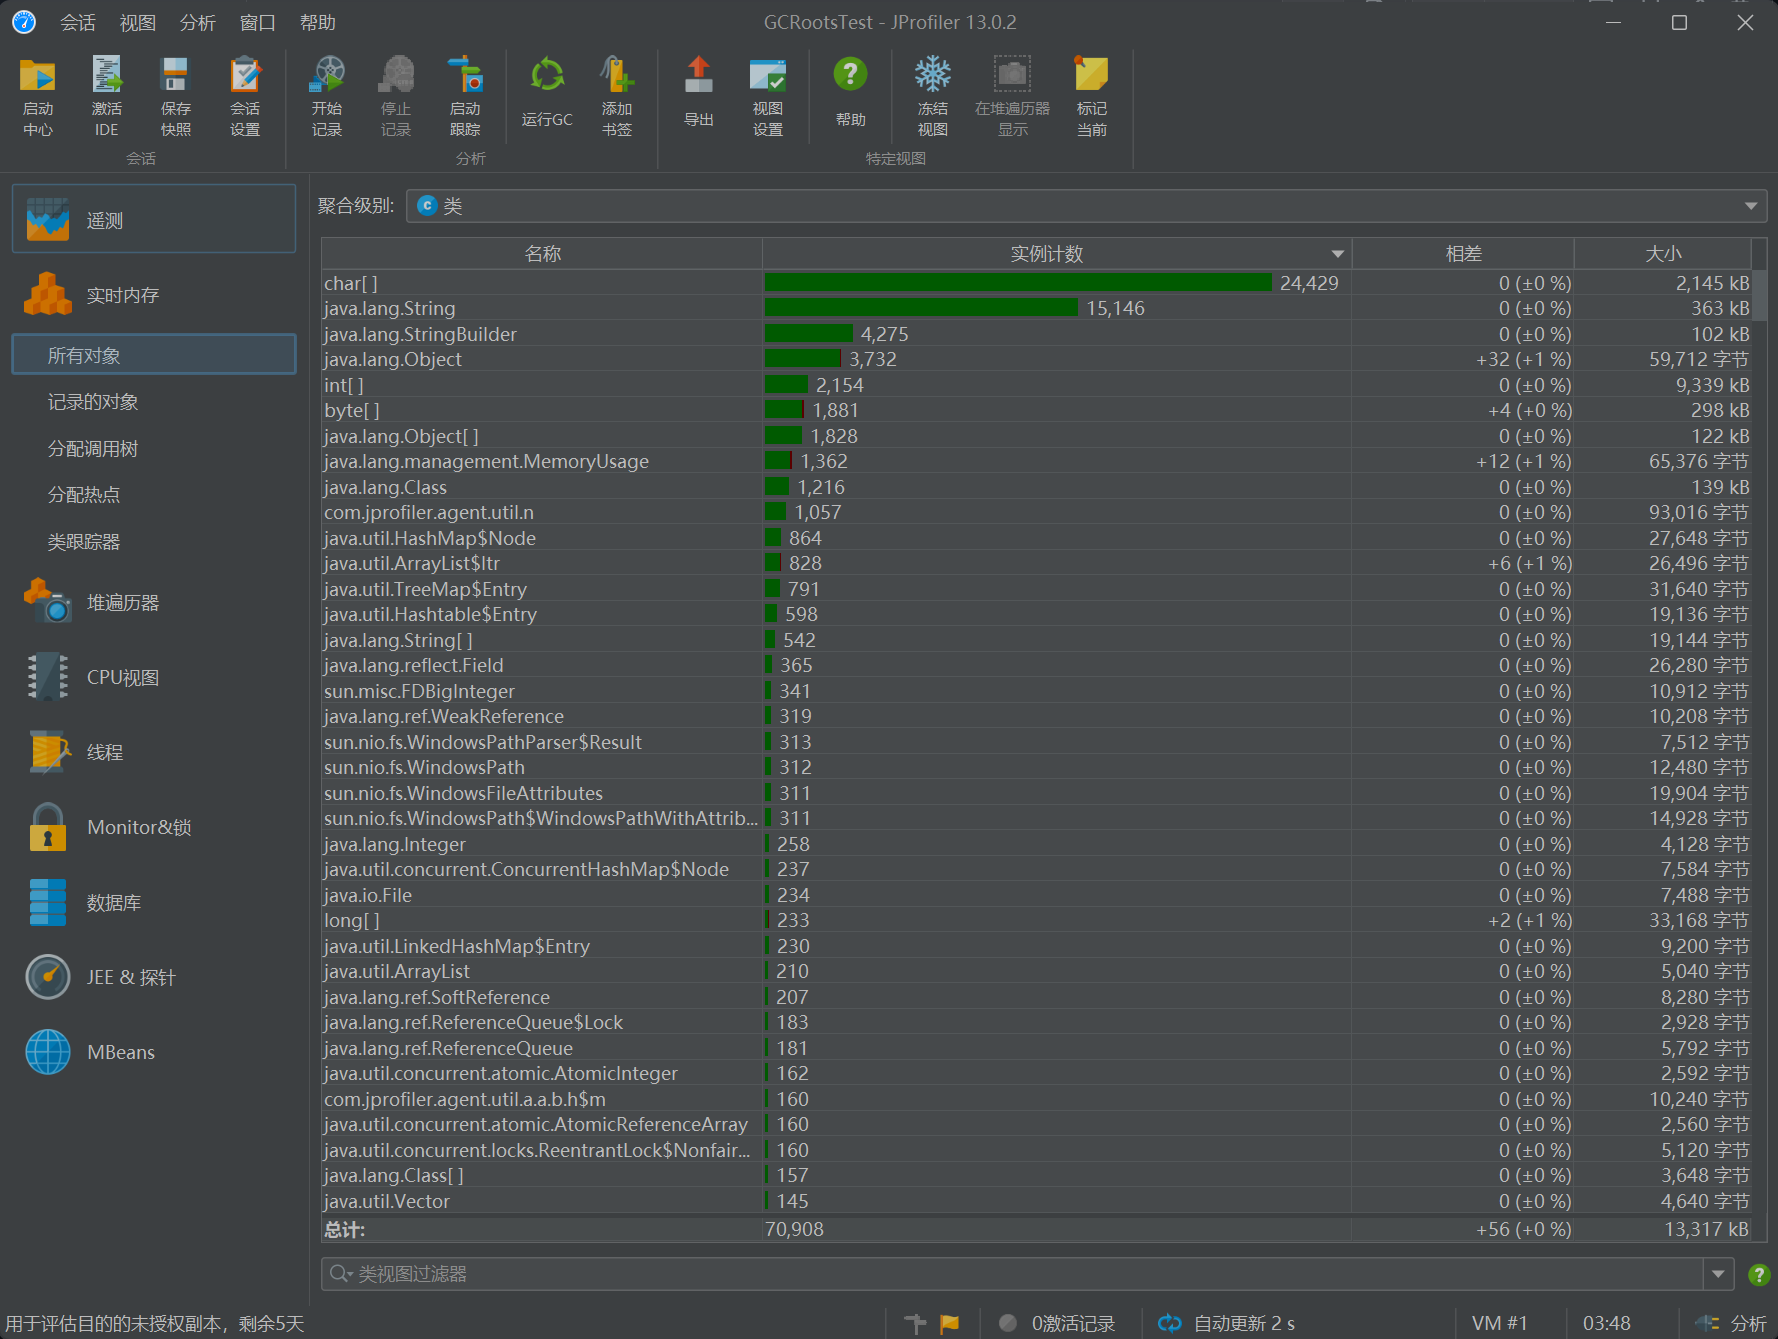 会话 视图 分析 窗口 帮助 GCRootsTest - JProfiler 13.0.2
启动 激活 保存 会话 开始 停止 启动 添加 视图 冻结 在堆遍历器 标记
运行GC 导出 帮助
中心 IDE 快照 设置 记录 记录 跟踪 书签 设置 视图 显示 当前
会话 分析 特定视图
遥测
实时内存
所有对象
记录的对象
分配调用树
分配热点
类跟踪器
堆遍历器
CPU视图
线程
Monitor&锁
数据库
JEE & 探针
MBeans
聚合级别: c 类
名称 实例计数 相差 大小
char[ ] 24,429 0 (±0 %) 2,145 kB
java.lang.String 15,146 0 (±0 %) 363 kB
java.lang.StringBuilder 4,275 0 (±0 %) 102 kB
java.lang.Object 3,732 +32 (+1 %) 59,712 字节
int[ ] 2,154 0 (±0 %) 9,339 kB
byte[ ] 1,881 +4 (+0 %) 298 kB
java.lang.Object[ ] 1,828 0 (±0 %) 122 kB
java.lang.management.MemoryUsage 1,362 +12 (+1 %) 65,376 字节
java.lang.Class 1,216 0 (±0 %) 139 kB
com.jprofiler.agent.util.n 1,057 0 (±0 %) 93,016 字节
java.util.HashMap$Node 864 0 (±0 %) 27,648 字节
java.util.ArrayList$Itr 828 +6 (+1 %) 26,496 字节
java.util.TreeMap$Entry 791 0 (±0 %) 31,640 字节
java.util.Hashtable$Entry 598 0 (±0 %) 19,136 字节
java.lang.String[ ] 542 0 (±0 %) 19,144 字节
java.lang.reflect.Field 365 0 (±0 %) 26,280 字节
sun.misc.FDBigInteger 341 0 (±0 %) 10,912 字节
java.lang.ref.WeakReference 319 0 (±0 %) 10,208 字节
sun.nio.fs.WindowsPathParser$Result 313 0 (±0 %) 7,512 字节
sun.nio.fs.WindowsPath 312 0 (±0 %) 12,480 字节
sun.nio.fs.WindowsFileAttributes 311 0 (±0 %) 19,904 字节
sun.nio.fs.WindowsPath$WindowsPathWithAttrib... 311 0 (±0 %) 14,928 字节
java.lang.Integer 258 0 (±0 %) 4,128 字节
java.util.concurrent.ConcurrentHashMap$Node 237 0 (±0 %) 7,584 字节
java.io.File 234 0 (±0 %) 7,488 字节
long[ ] 233 +2 (+1 %) 33,168 字节
java.util.LinkedHashMap$Entry 230 0 (±0 %) 9,200 字节
java.util.ArrayList 210 0 (±0 %) 5,040 字节
java.lang.ref.SoftReference 207 0 (±0 %) 8,280 字节
java.lang.ref.ReferenceQueue$Lock 183 0 (±0 %) 2,928 字节
java.lang.ref.ReferenceQueue 181 0 (±0 %) 5,792 字节
java.util.concurrent.atomic.AtomicInteger 162 0 (±0 %) 2,592 字节
com.jprofiler.agent.util.a.a.b.h$m 160 0 (±0 %) 10,240 字节
java.util.concurrent.atomic.AtomicReferenceArray 160 0 (±0 %) 2,560 字节
java.util.concurrent.locks.ReentrantLock$Nonfair... 160 0 (±0 %) 5,120 字节
java.lang.Class[ ] 157 0 (±0 %) 3,648 字节
java.util.Vector 145 0 (±0 %) 4,640 字节
总计: 70,908 +56 (+0 %) 13,317 kB
类视图过滤器
用于评估目的的未授权副本，剩余5天 0激活记录 自动更新 2 s VM #1 03:48 分析